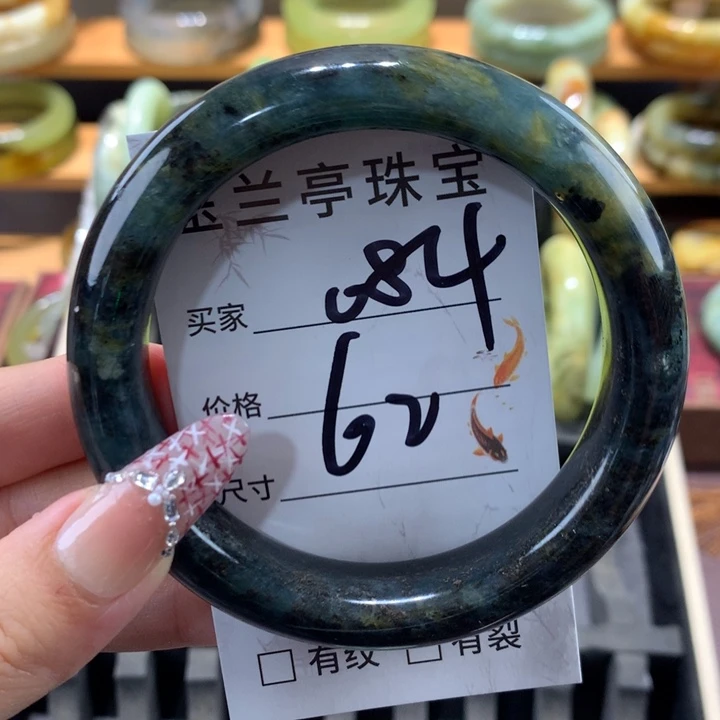 兰亭珠宝
买家 084
价格 62
尺寸
□ 有纹 □ 有裂